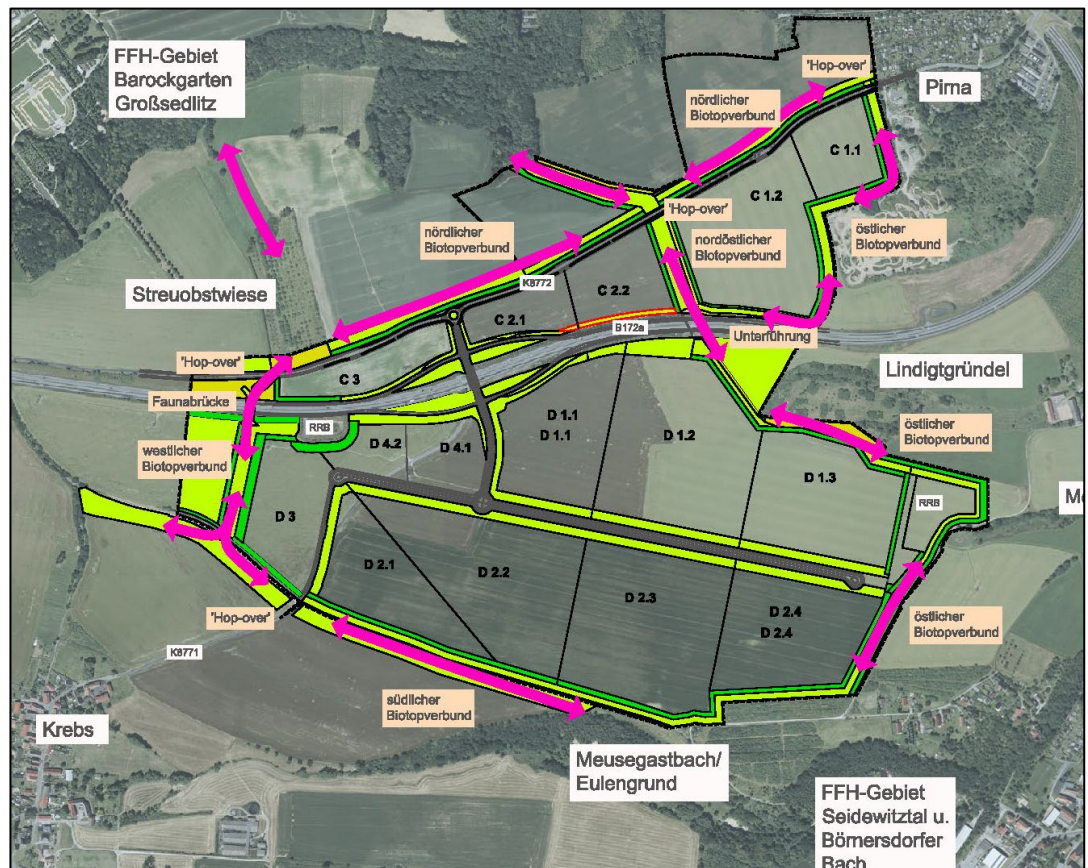 FFH-Gebiet
Barockgarten
Großsedlitz
'Hop-over'
Pirna
nördlicher
Biotopverbund
C 1.1
C 1.2
'Hop-over'
nördlicher
Biotopverbund
nordöstlicher
Biotopverbund
östlicher
Biotopverbund
Streuobstwiese
K8772
C 2.2
C 2.1
B172a
Unterführung
'Hop-over'
C 3
Lindigtgründel
Faunabrücke
RRB
D 1.1
D 1.1
D 1.2
westlicher
Biotopverbund
D 4.2
D 4.1
östlicher
Biotopverbund
D 1.3
RRB
D 3
D 2.1
D 2.2
D 2.3
D 2.4
D 2.4
'Hop-over'
östlicher
Biotopverbund
K8771
südlicher
Biotopverbund
Krebs
Meusegastbach/
Eulengrund
FFH-Gebiet
Seidewitztal u.
Börnersdorfer
Bach